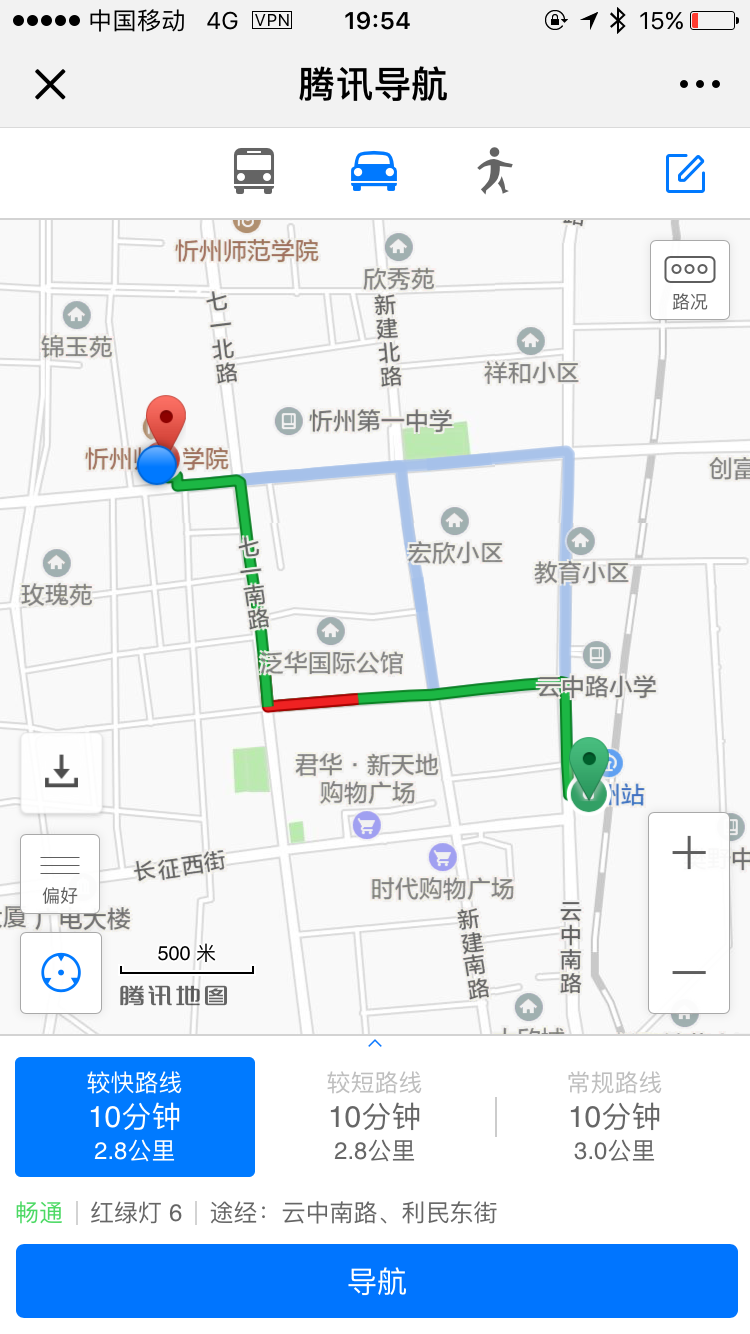 中国移动 4G VPN 19:54 15%
腾讯导航
忻州师范学院
欣秀苑
七一北路
新建北路
路况
锦玉苑
祥和小区
忻州第一中学
学院
创富
宏欣小区
教育小区
玫瑰苑
七一南路
泛华国际公馆
云中路小学
君华·新天地
购物广场
州站
长征西街
偏好
时代购物广场
厦 广电大楼
新建南路
云中南路
500 米
腾讯地图
较快路线
10分钟
2.8公里
较短路线
10分钟
2.8公里
常规路线
10分钟
3.0公里
畅通 红绿灯 6 途经：云中南路、利民东街
导航